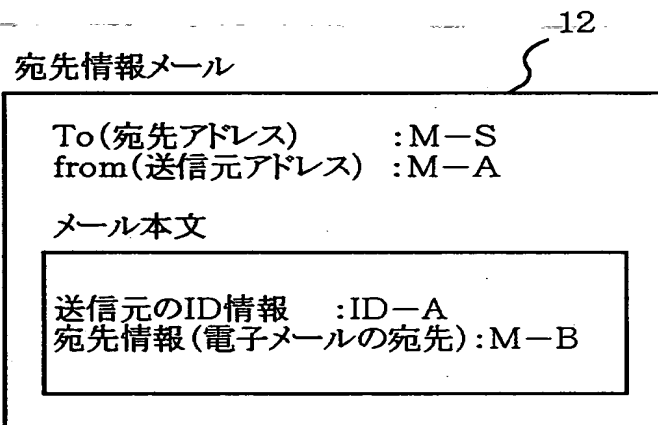 12
宛先情報メール
To(宛先アドレス) :M－S
from(送信元アドレス) :M－A
メール本文
送信元のID情報 :ID－A
宛先情報(電子メールの宛先):M－B